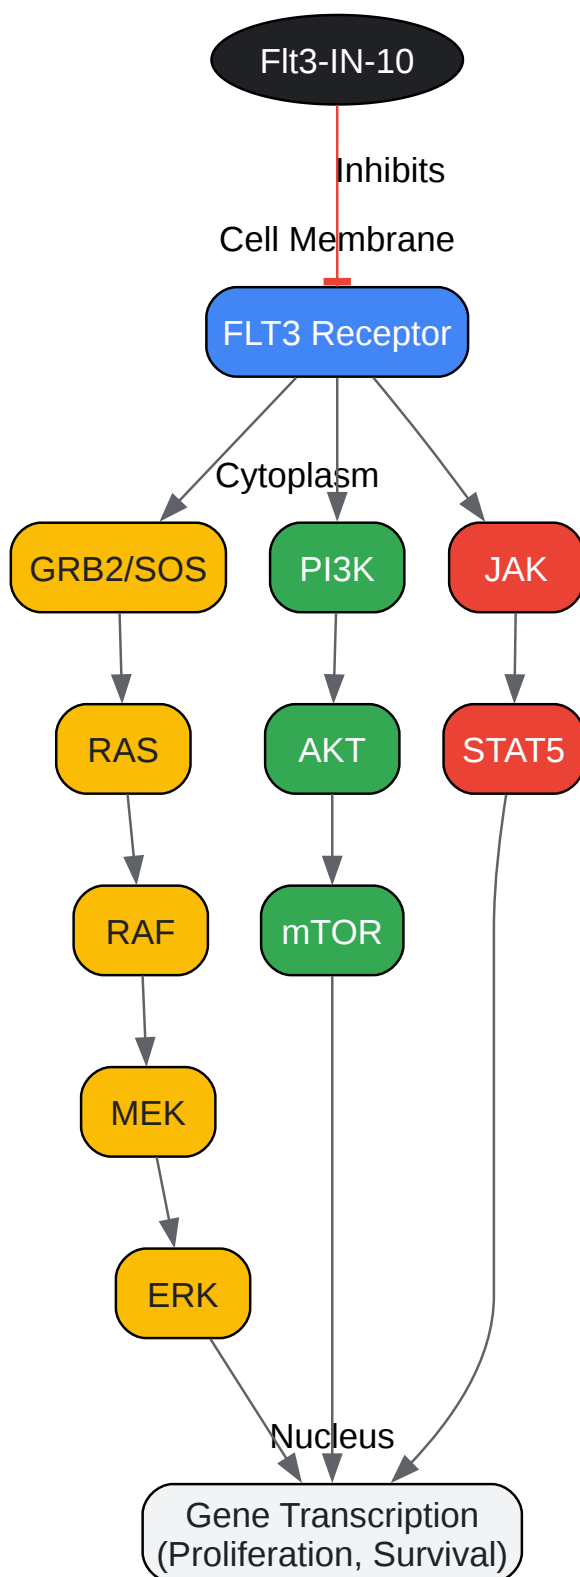 Flt3-IN-10
Inhibits
Cell Membrane
FLT3 Receptor
Cytoplasm
GRB2/SOS
PI3K
JAK
RAS
AKT
STAT5
RAF
mTOR
MEK
ERK
Nucleus
Gene Transcription
(Proliferation, Survival)